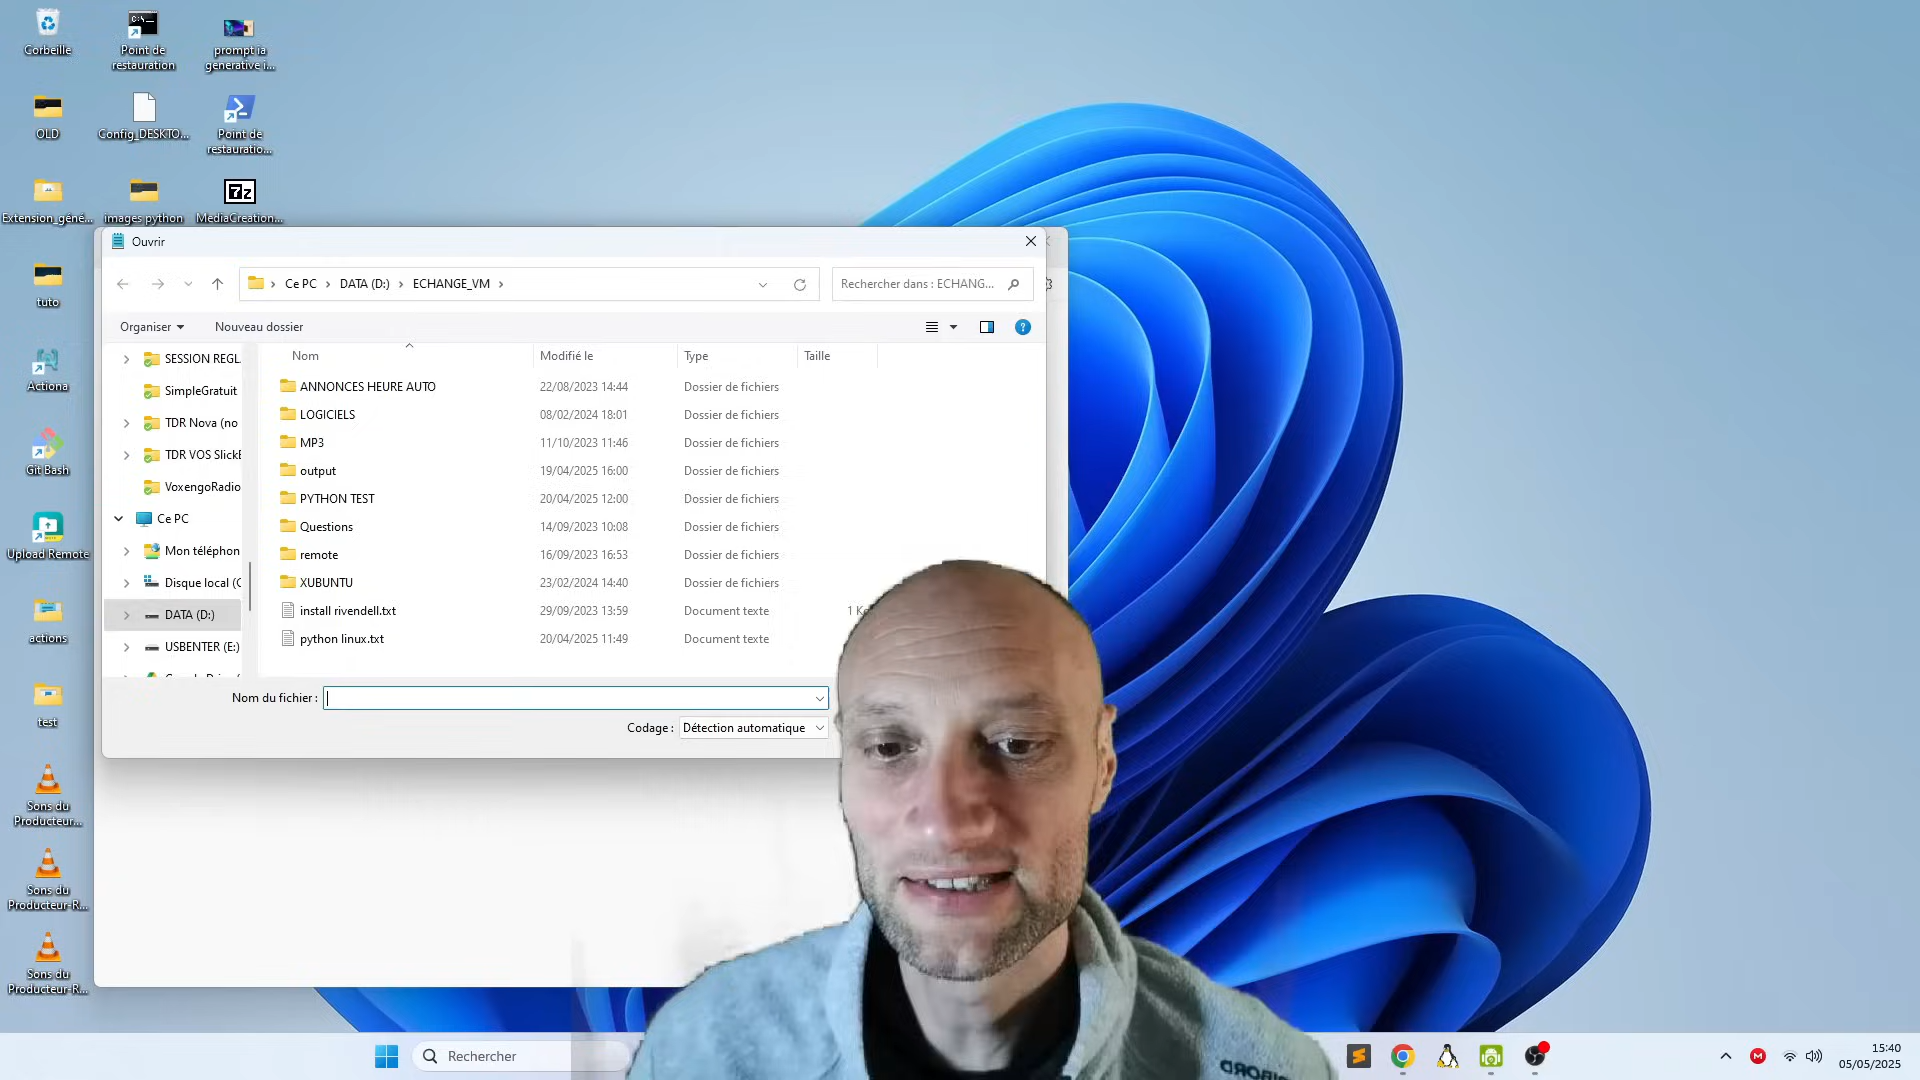 Corbeille
Point de
restauration
prompt ia
generative i...
OLD
Config_DESKTO...
Point de
restauratio...
Extension_gene...
images python
MediaCreation...
tuto
Actiona
Git Bash
Upload Remote
actions
test
Sons du
Producteur...
Sons du
Producteur-R...
Sons du
Producteur-R...
Ouvrir
Ce PC
DATA (D:)
ECHANGE_VM
Rechercher dans : ECHANG...
Organiser
Nouveau dossier
SESSION REGL
SimpleGratuit
TDR Nova (no
TDR VOS SlickE
VoxengoRadio
Ce PC
Mon téléphon
Disque local (C
DATA (D:)
USBENTER (E:)
Nom Modifié le Type Taille
ANNONCES HEURE AUTO 22/08/2023 14:44 Dossier de fichiers
LOGICIELS 08/02/2024 18:01 Dossier de fichiers
MP3 11/10/2023 11:46 Dossier de fichiers
output 19/04/2025 16:00 Dossier de fichiers
PYTHON TEST 20/04/2025 12:00 Dossier de fichiers
Questions 14/09/2023 10:08 Dossier de fichiers
remote 16/09/2023 16:53 Dossier de fichiers
XUBUNTU 23/02/2024 14:40 Dossier de fichiers
install rivendell.txt 29/09/2023 13:59 Document texte 1 Ko
python linux.txt 20/04/2025 11:49 Document texte
Nom du fichier :
Codage : Détection automatique
Rechercher
15:40
05/05/2025